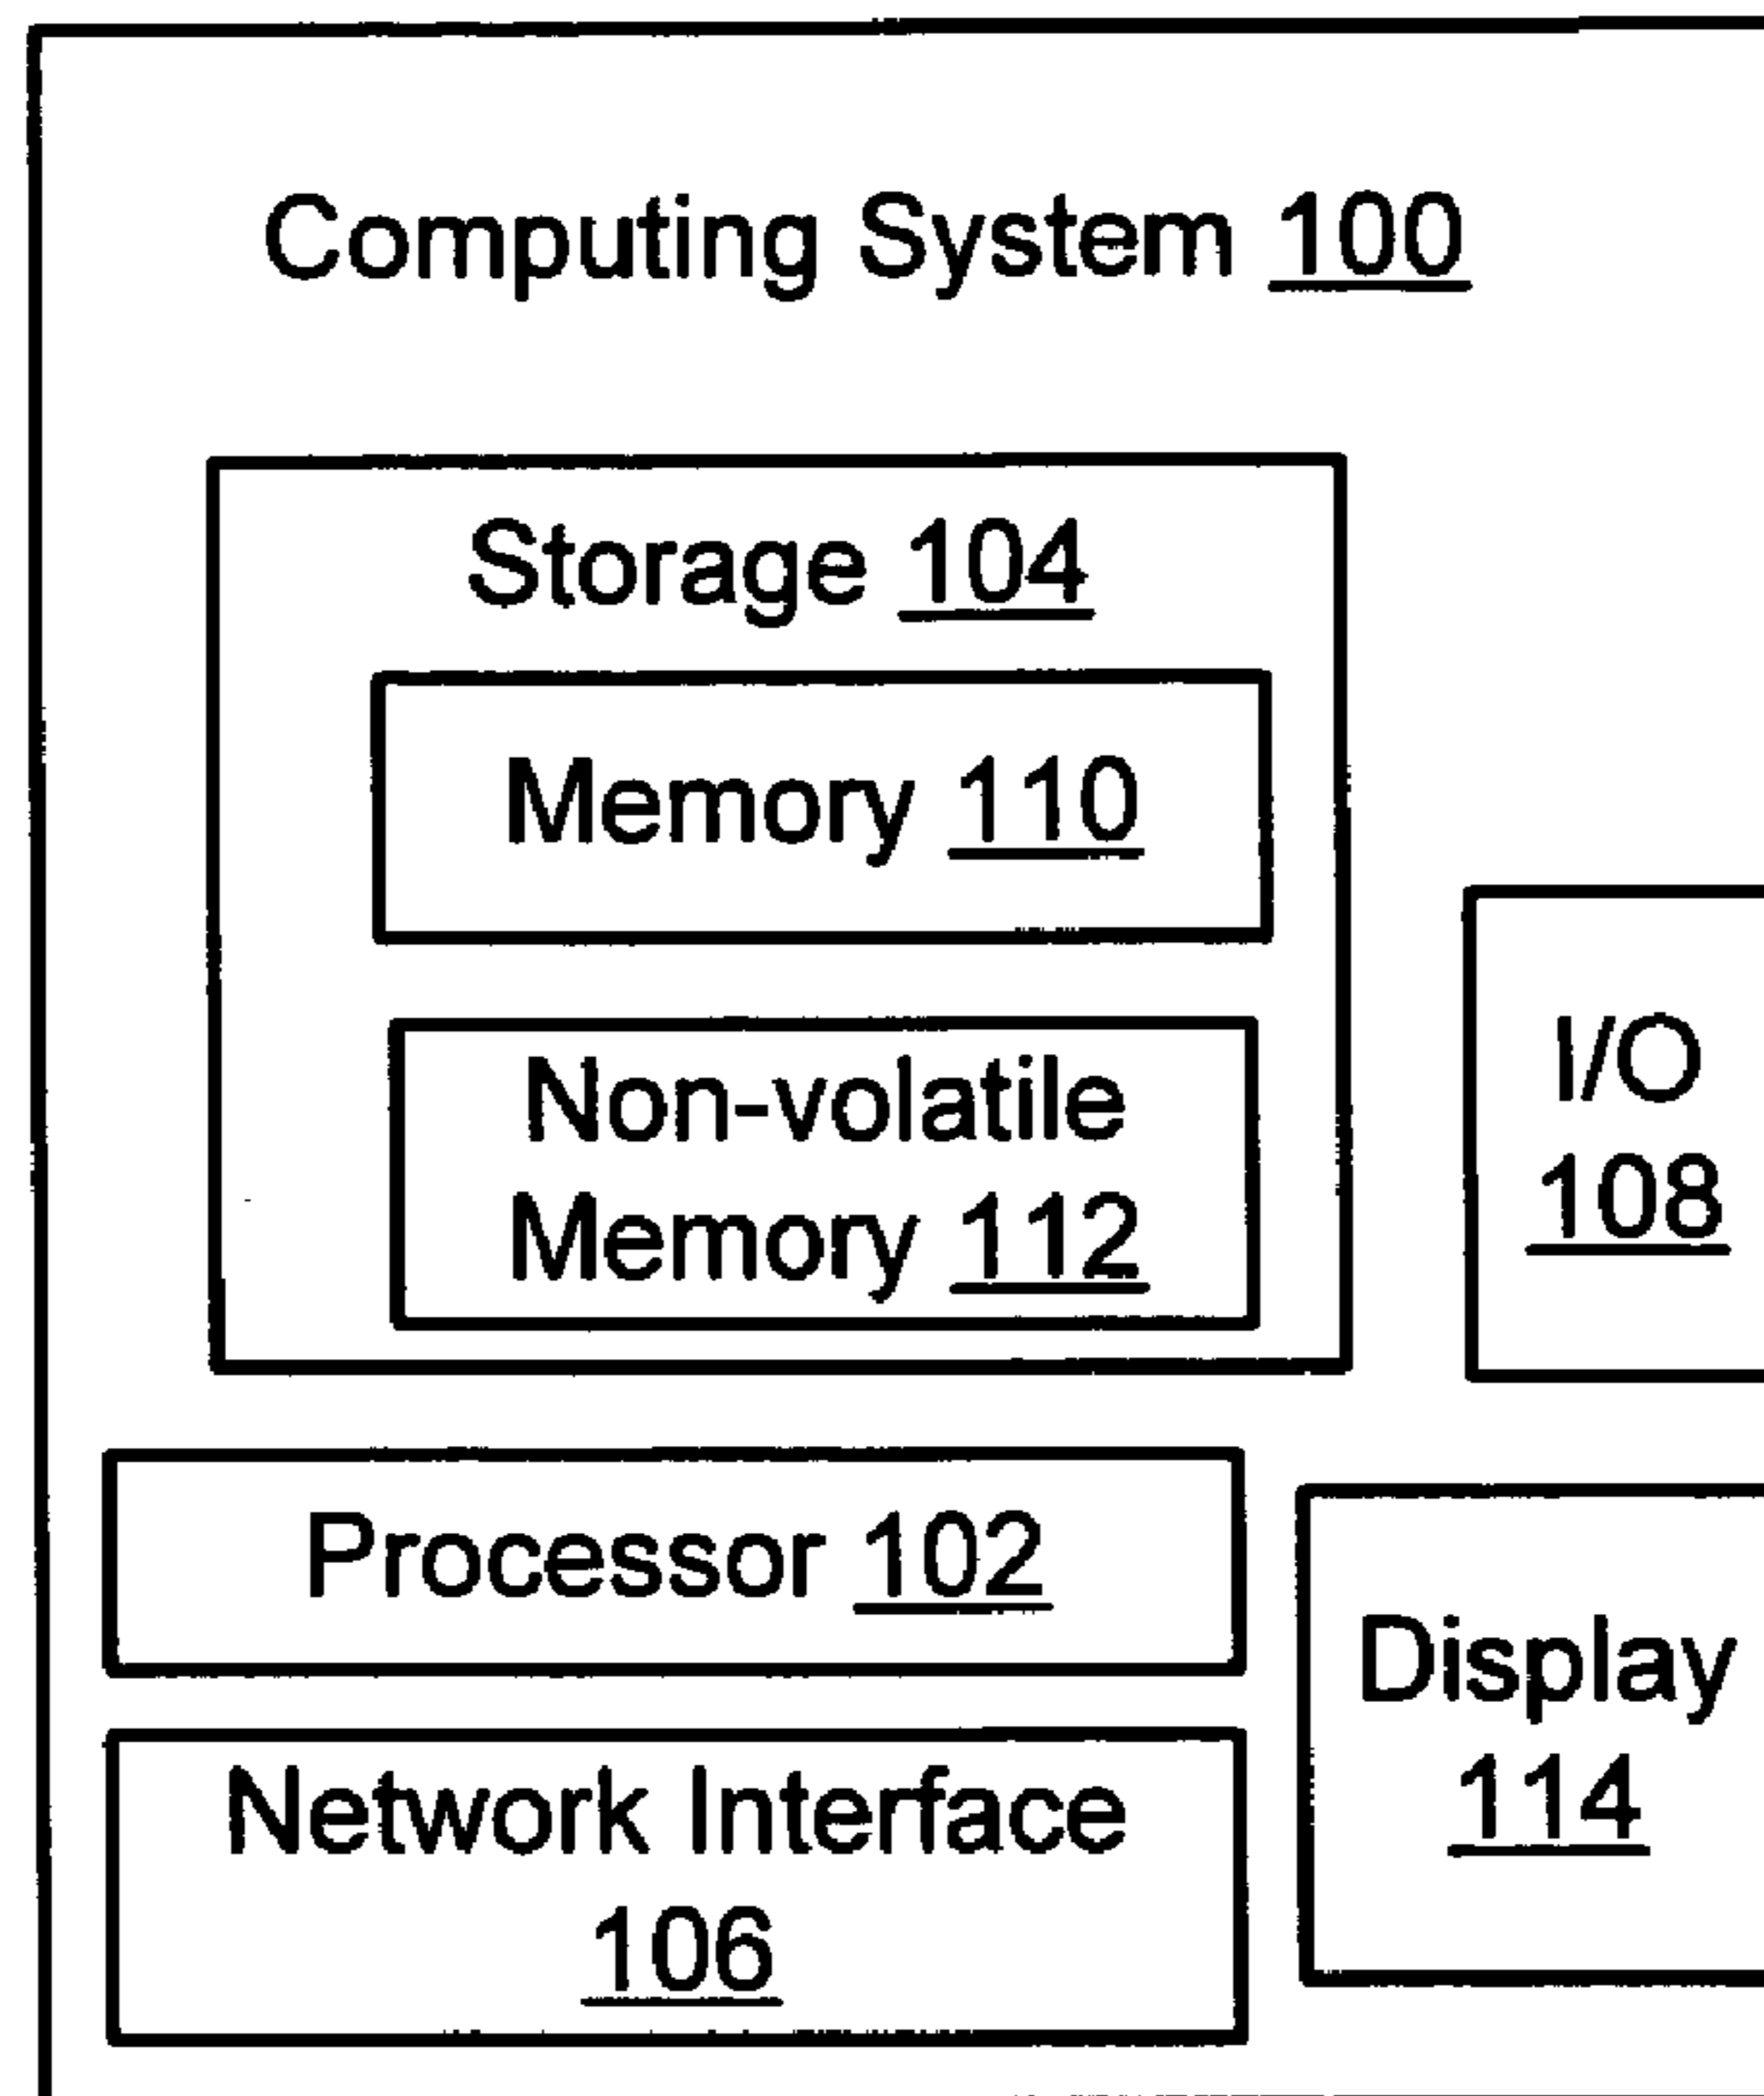 Computing System 100
Storage 104
Memory 110
Non-volatile
Memory 112
I/O
108
Processor 102
Display
114
Network Interface
106